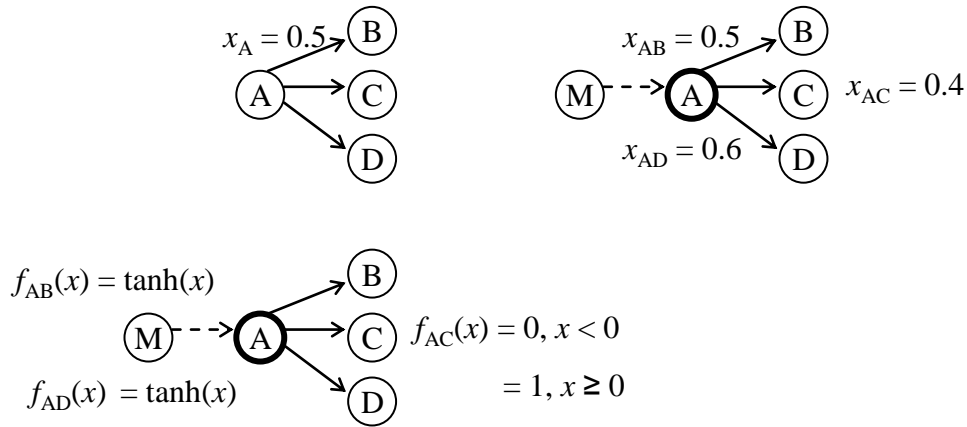 x_A = 0.5
B
A
C
D
x_AB = 0.5
B
M
A
C
x_AC = 0.4
x_AD = 0.6
D
f_AB(x) = tanh(x)
B
M
A
C
f_AC(x) = 0, x < 0
f_AD(x) = tanh(x)
D
= 1, x ≥ 0